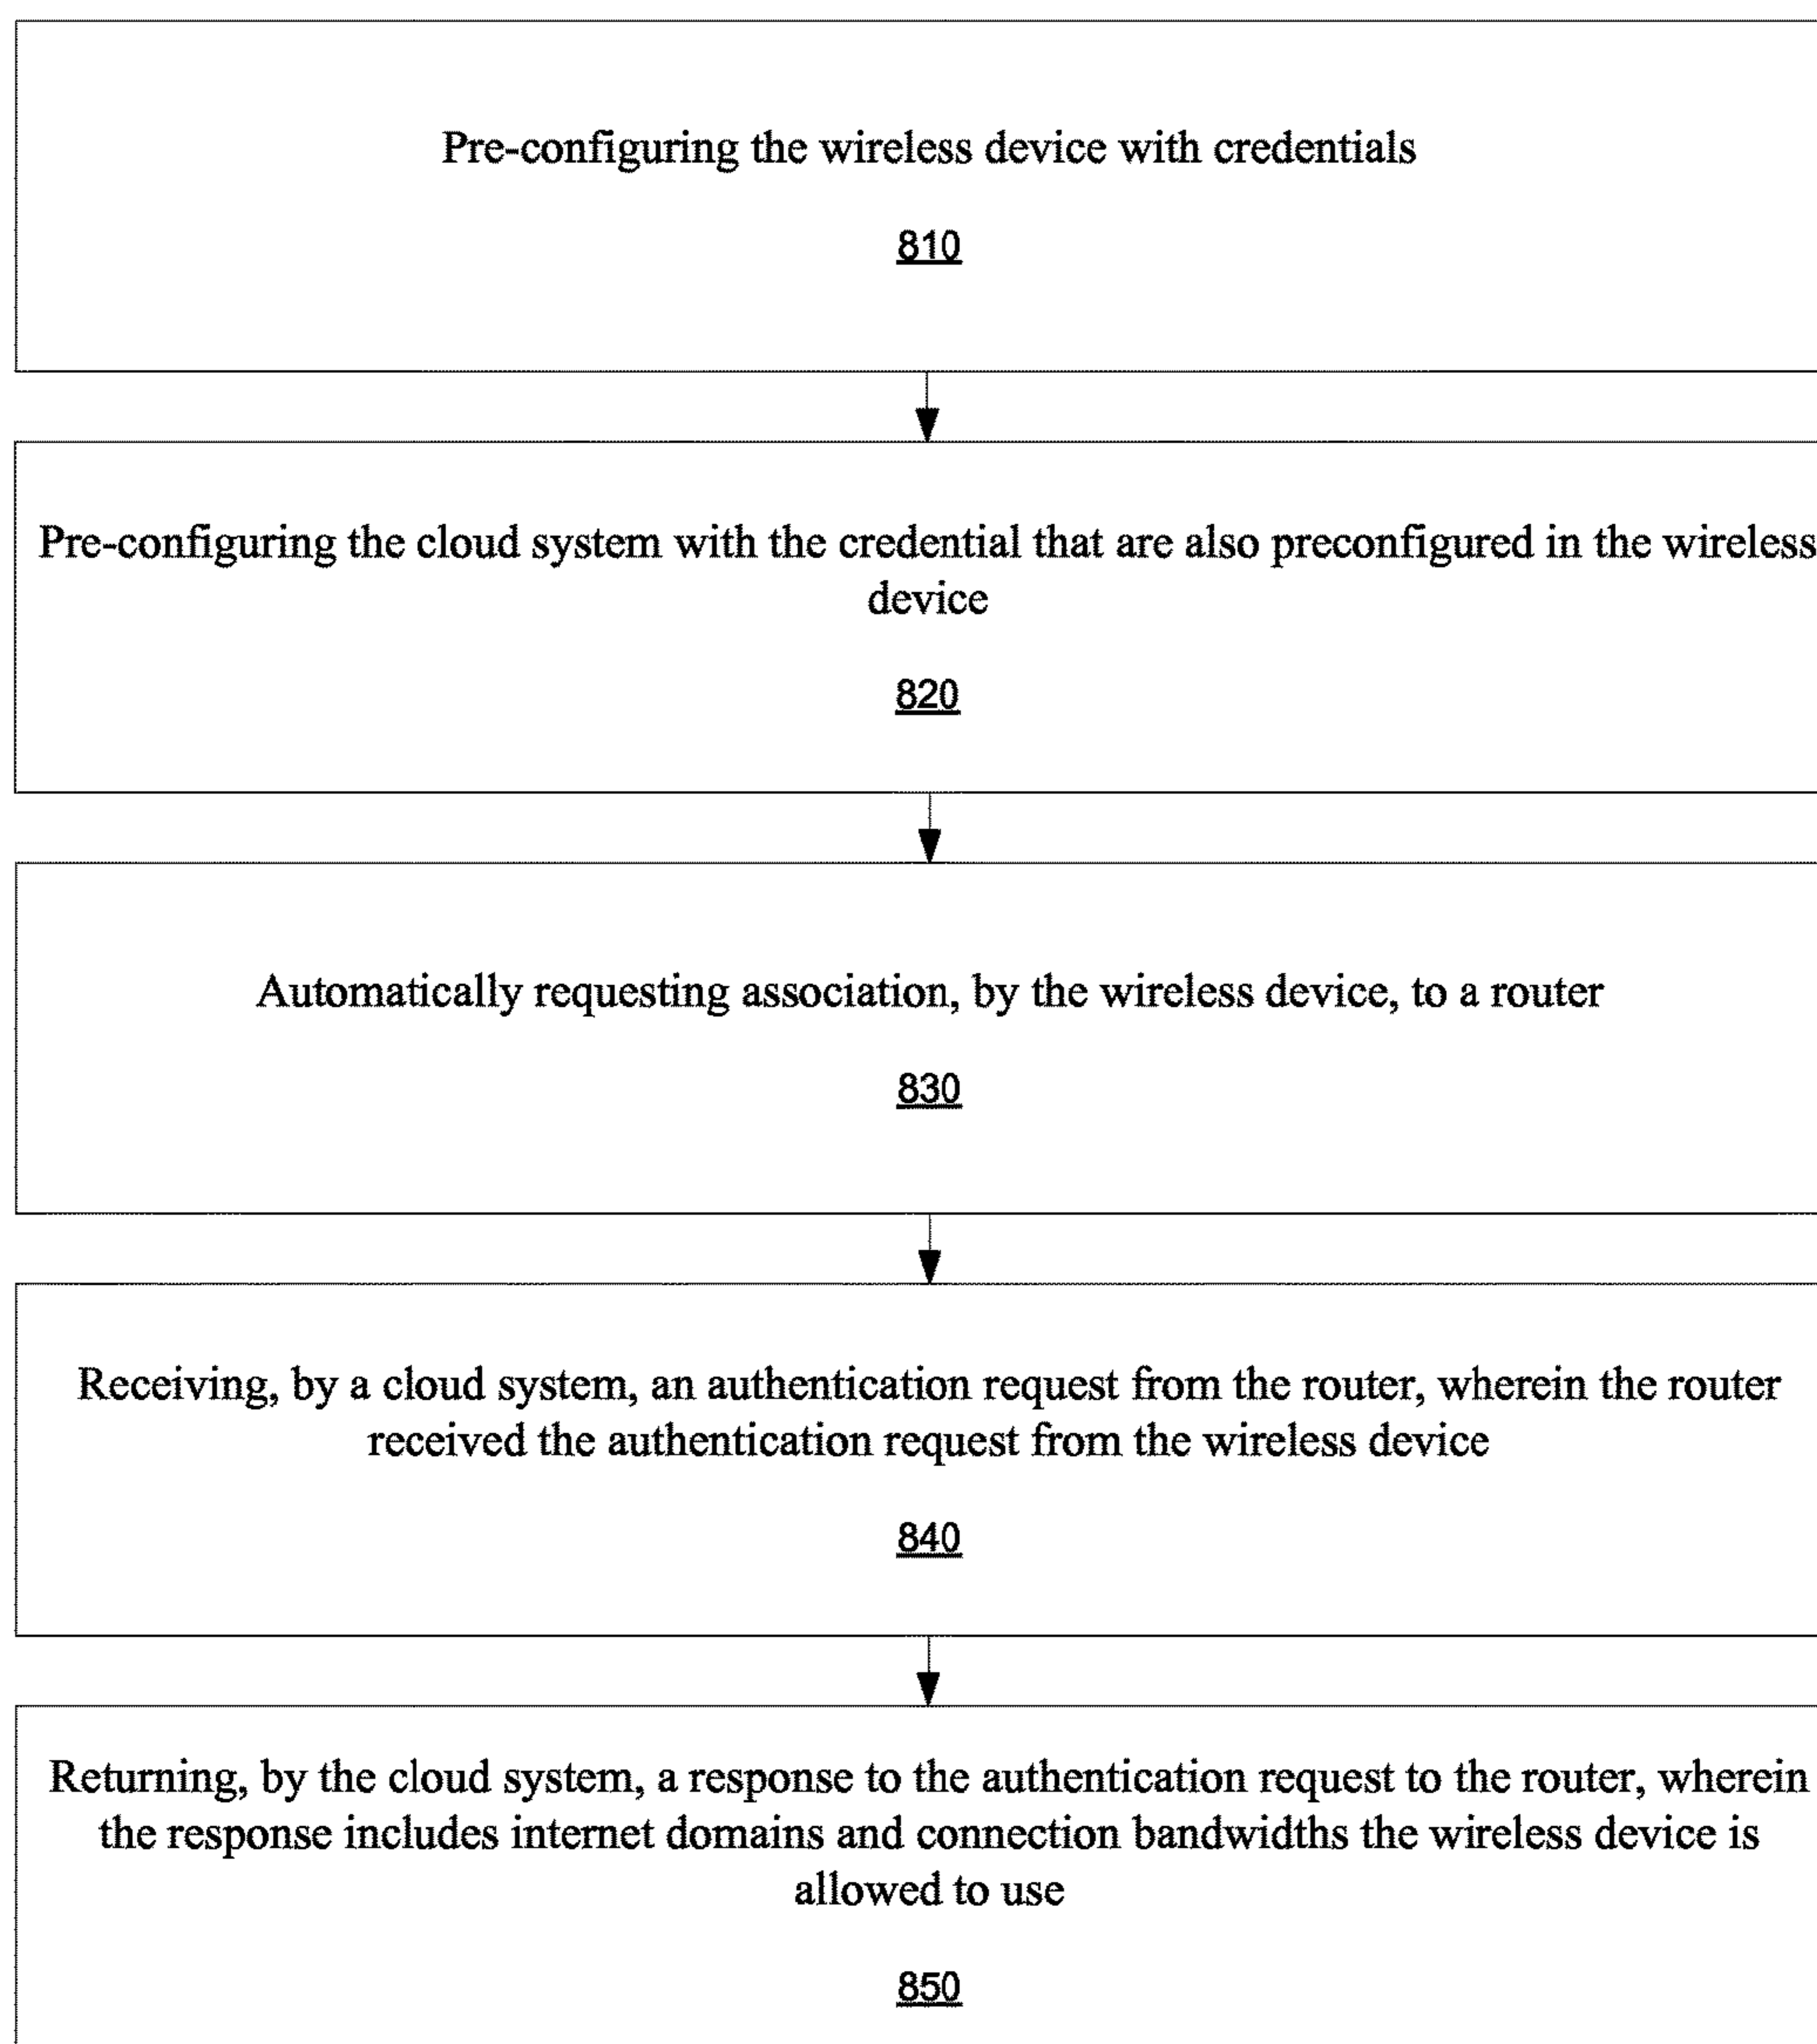 Pre-configuring the wireless device with credentials
810
Pre-configuring the cloud system with the credential that are also preconfigured in the wireless
device
820
Automatically requesting association, by the wireless device, to a router
830
Receiving, by a cloud system, an authentication request from the router, wherein the router
received the authentication request from the wireless device
840
Returning, by the cloud system, a response to the authentication request to the router, wherein
the response includes internet domains and connection bandwidths the wireless device is
allowed to use
850